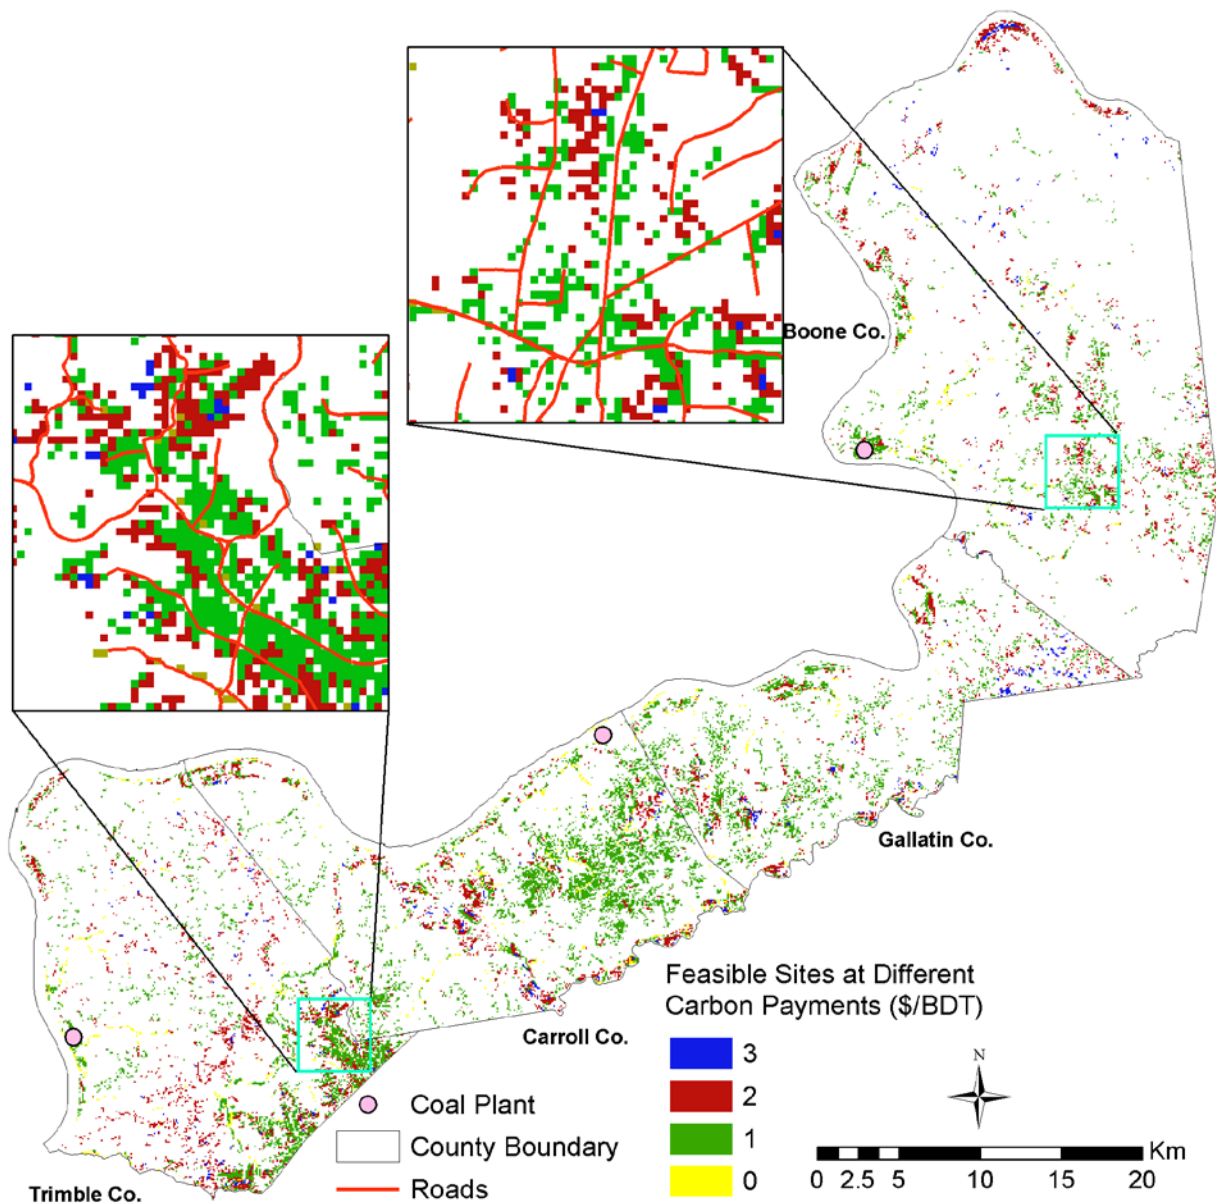 Boone Co.
Gallatin Co.
Carroll Co.
Trimble Co.
Coal Plant
County Boundary
Roads
Feasible Sites at Different
Carbon Payments ($/BDT)
3
2
1
0
N
Km
0 2.5 5 10 15 20